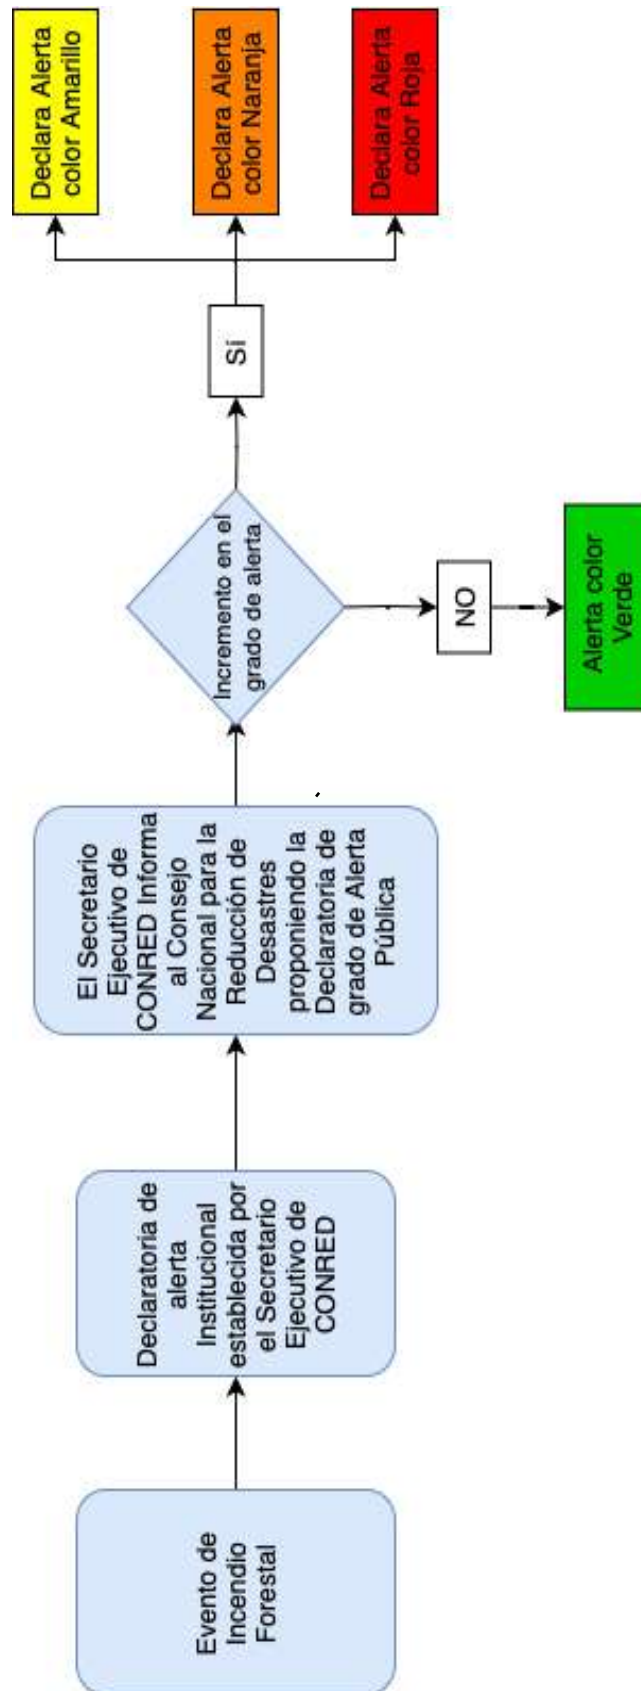 Evento de
Incendio
Forestal
Declaratoria de
alerta
Institucional
establecida por
el Secretario
Ejecutivo de
CONRED
El Secretario
Ejecutivo de
CONRED Informa
al Consejo
Nacional para la
Reducción de
Desastres
proponiendo la
Declaratoria de
grado de Alerta
Pública
Incremento en el
grado de alerta
Sí
NO
Declara Alerta
color Amarillo
Declara Alerta
color Naranja
Declara Alerta
color Roja
Alerta color
Verde